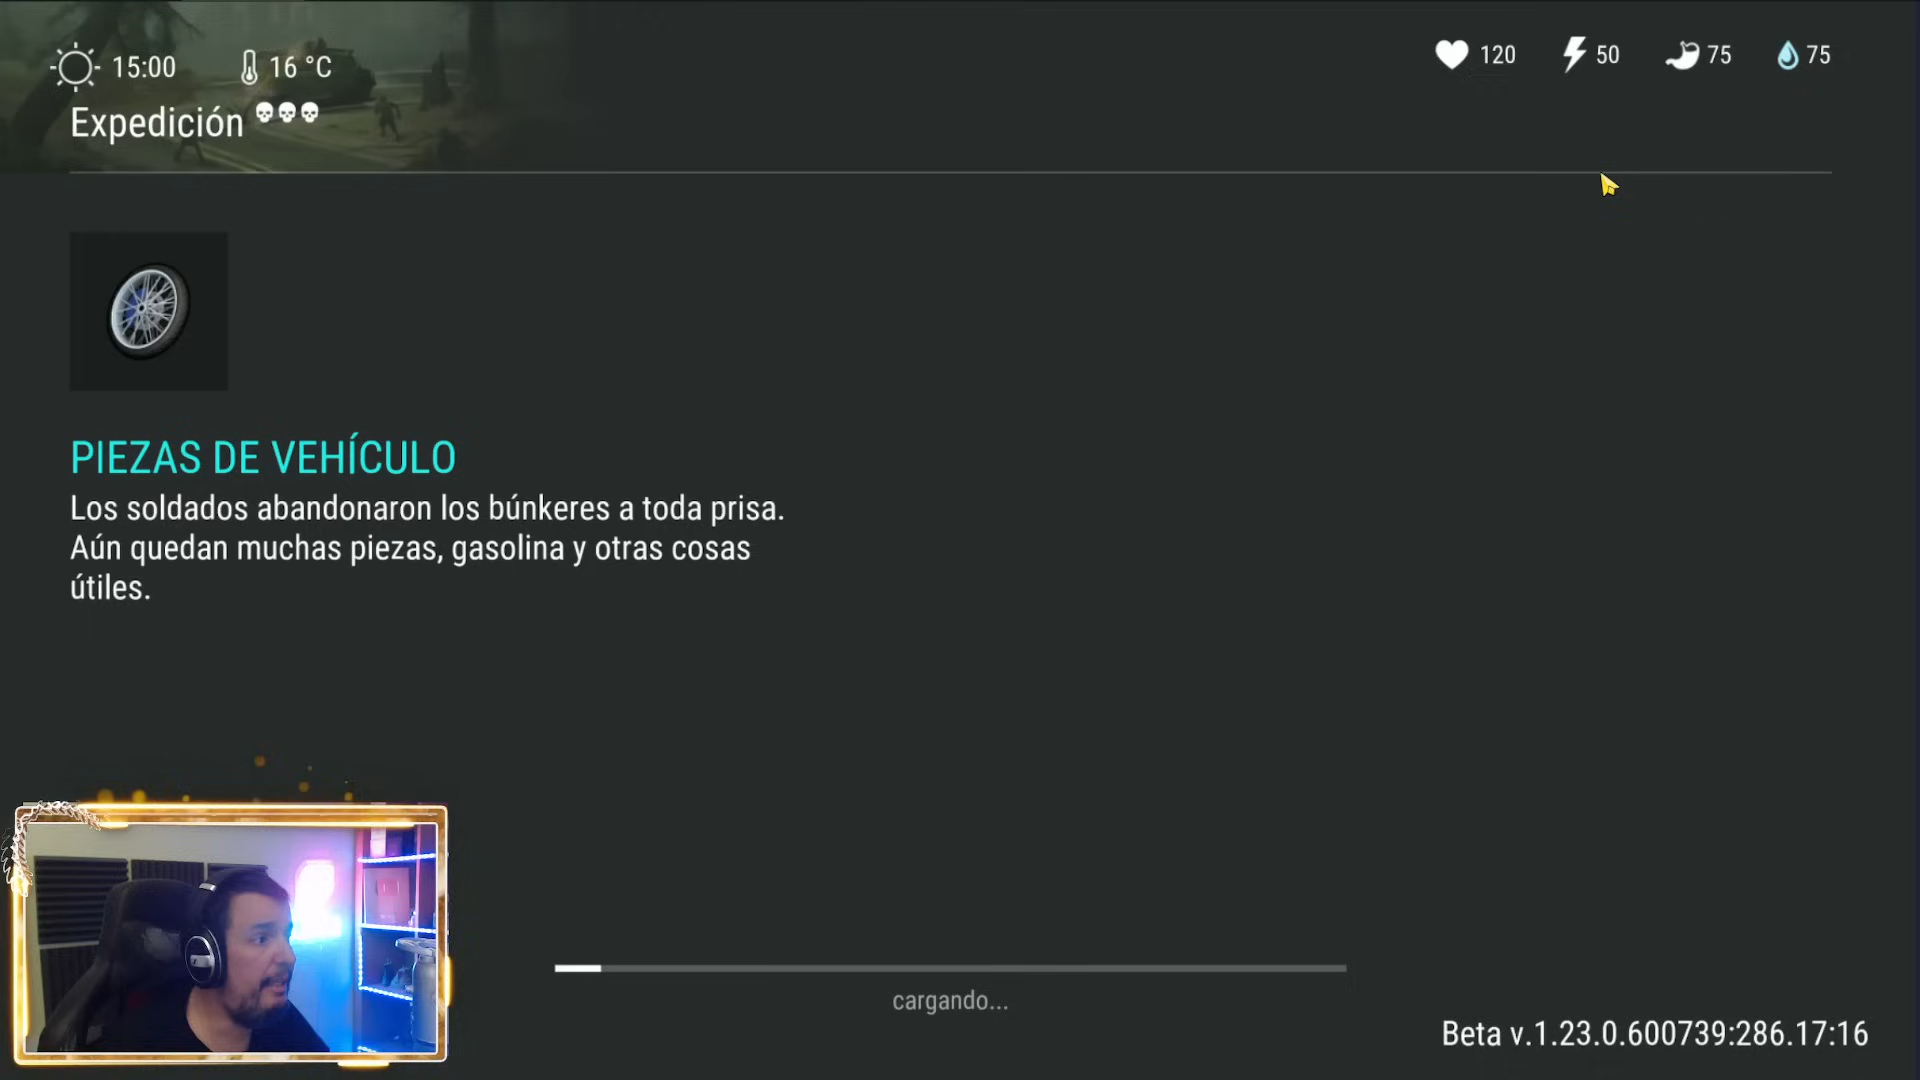 15:00
16 °C
Expedición
120
50
75
75
PIEZAS DE VEHÍCULO
Los soldados abandonaron los búnkeres a toda prisa.
Aún quedan muchas piezas, gasolina y otras cosas
útiles.
cargando...
Beta v.1.23.0.600739:286.17:16